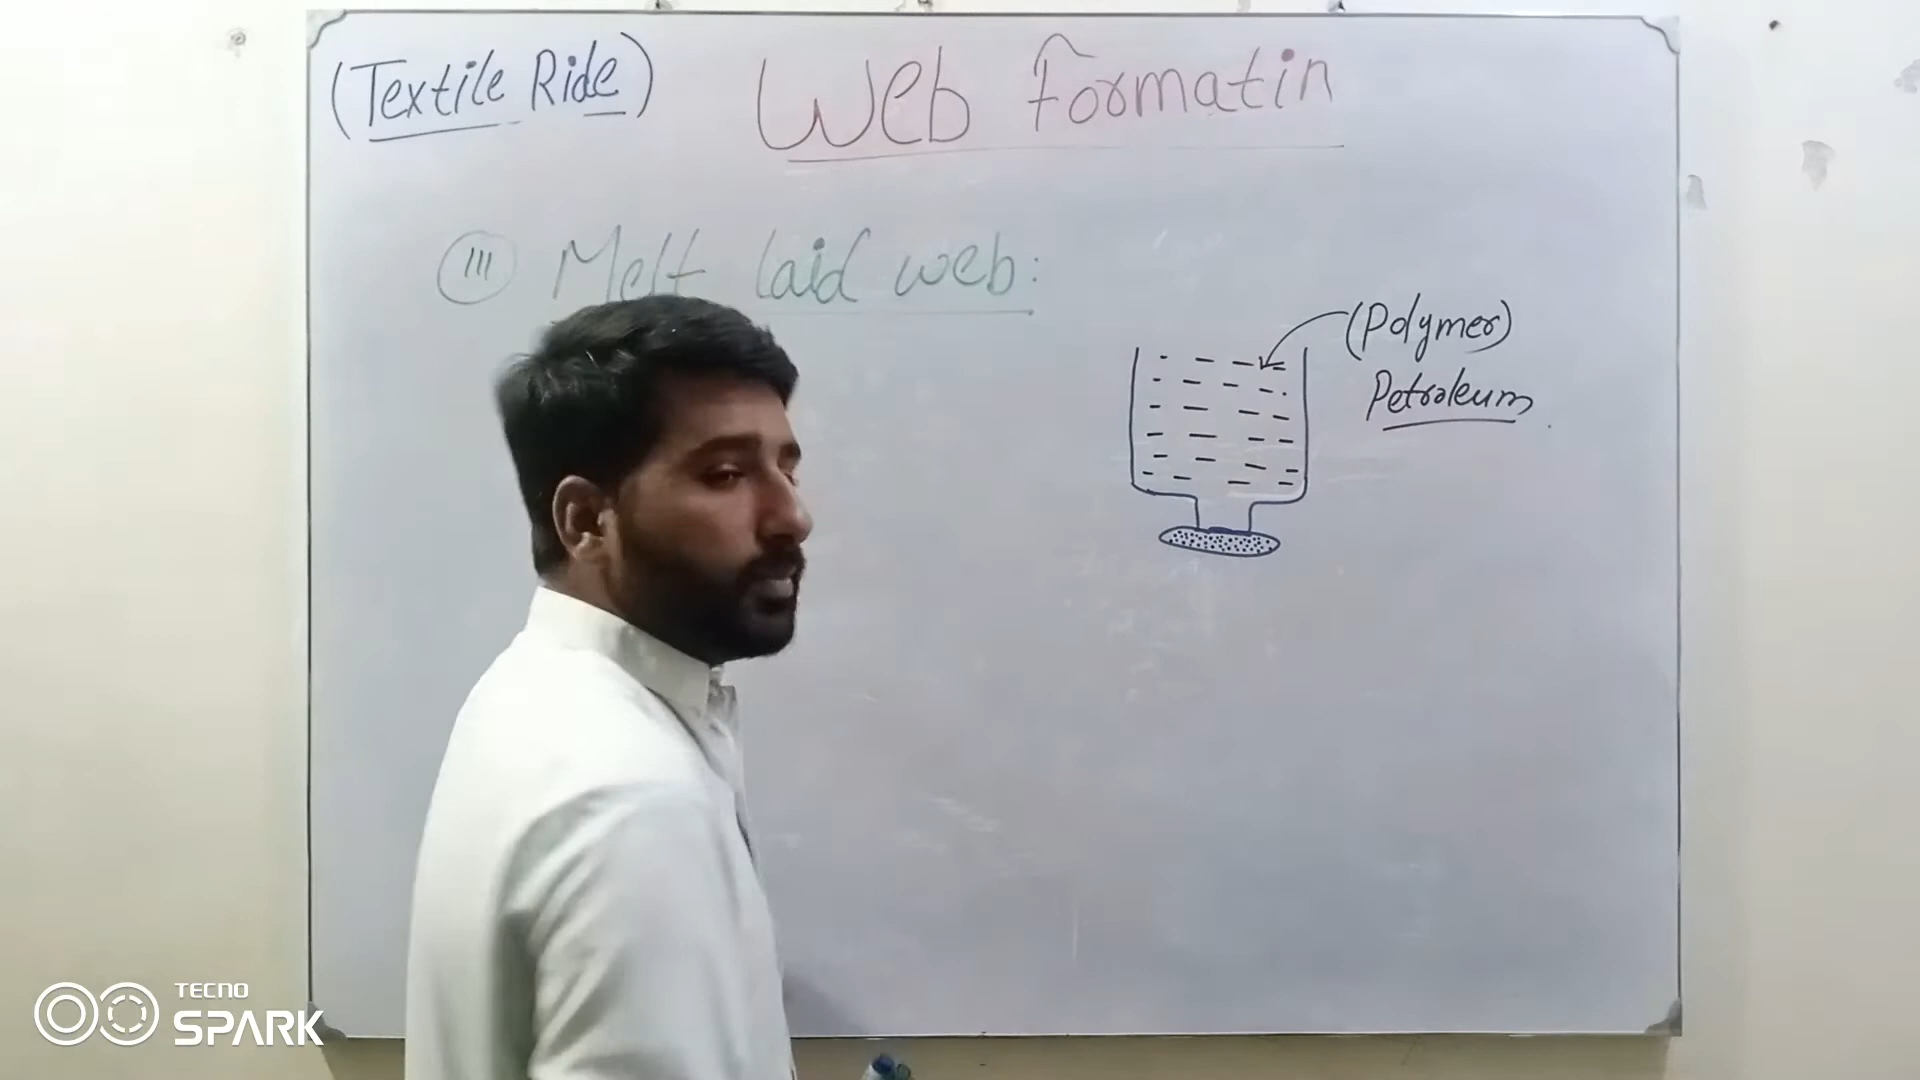 (Textile Ride)
Web formatin
III Melt laid web:
(Polymer)
Petroleum
TECNO
SPARK